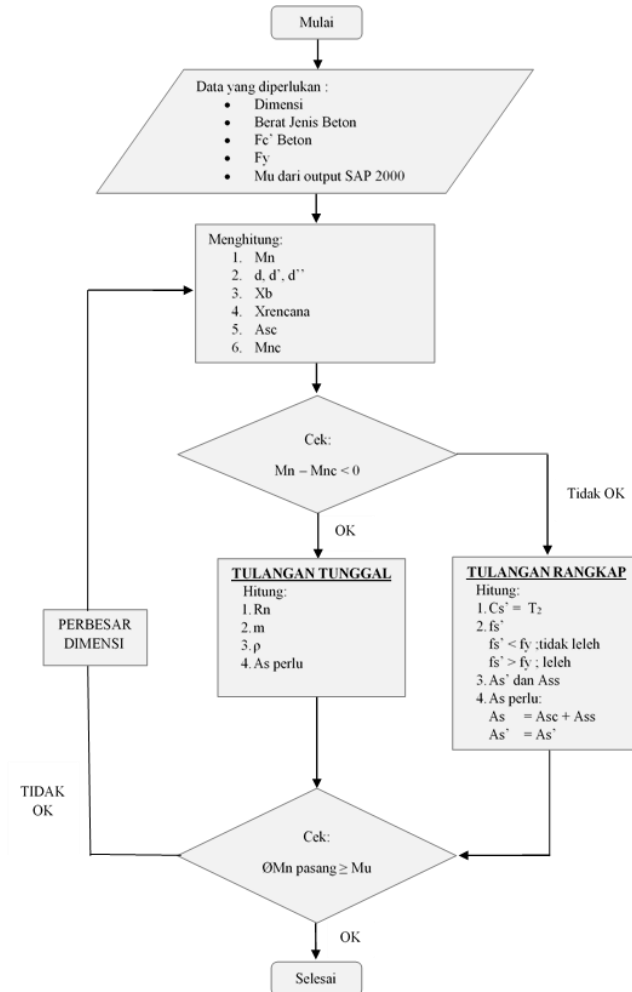 Mulai
Data yang diperlukan :
• Dimensi
• Berat Jenis Beton
• Fc` Beton
• Fy
• Mu dari output SAP 2000
Menghitung:
1. Mn
2. d, d`, d``
3. Xb
4. Xrencana
5. Asc
6. Mnc
Cek:
Mn – Mnc < 0
Tidak OK
OK
TULANGAN TUNGGAL
Hitung:
1. Rn
2. m
3. ρ
4. As perlu
TULANGAN RANGKAP
Hitung:
1. Cs` = T₂
2. fs`
fs` < fy ;tidak leleh
fs` > fy ; leleh
3. As` dan Ass
4. As perlu:
As = Asc + Ass
As` = As`
PERBESAR
DIMENSI
TIDAK
OK
Cek:
ØMn pasang ≥ Mu
OK
Selesai